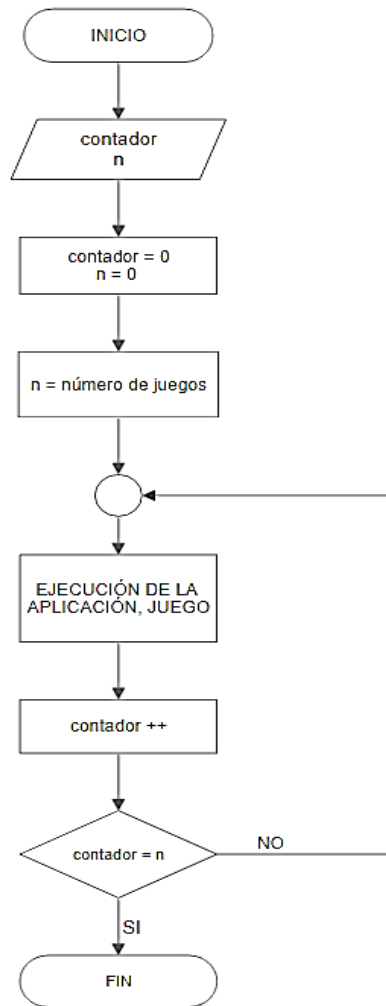 INICIO
contador
n
contador = 0
n = 0
n = número de juegos
EJECUCIÓN DE LA
APLICACIÓN, JUEGO
contador ++
contador = n
NO
SI
FIN